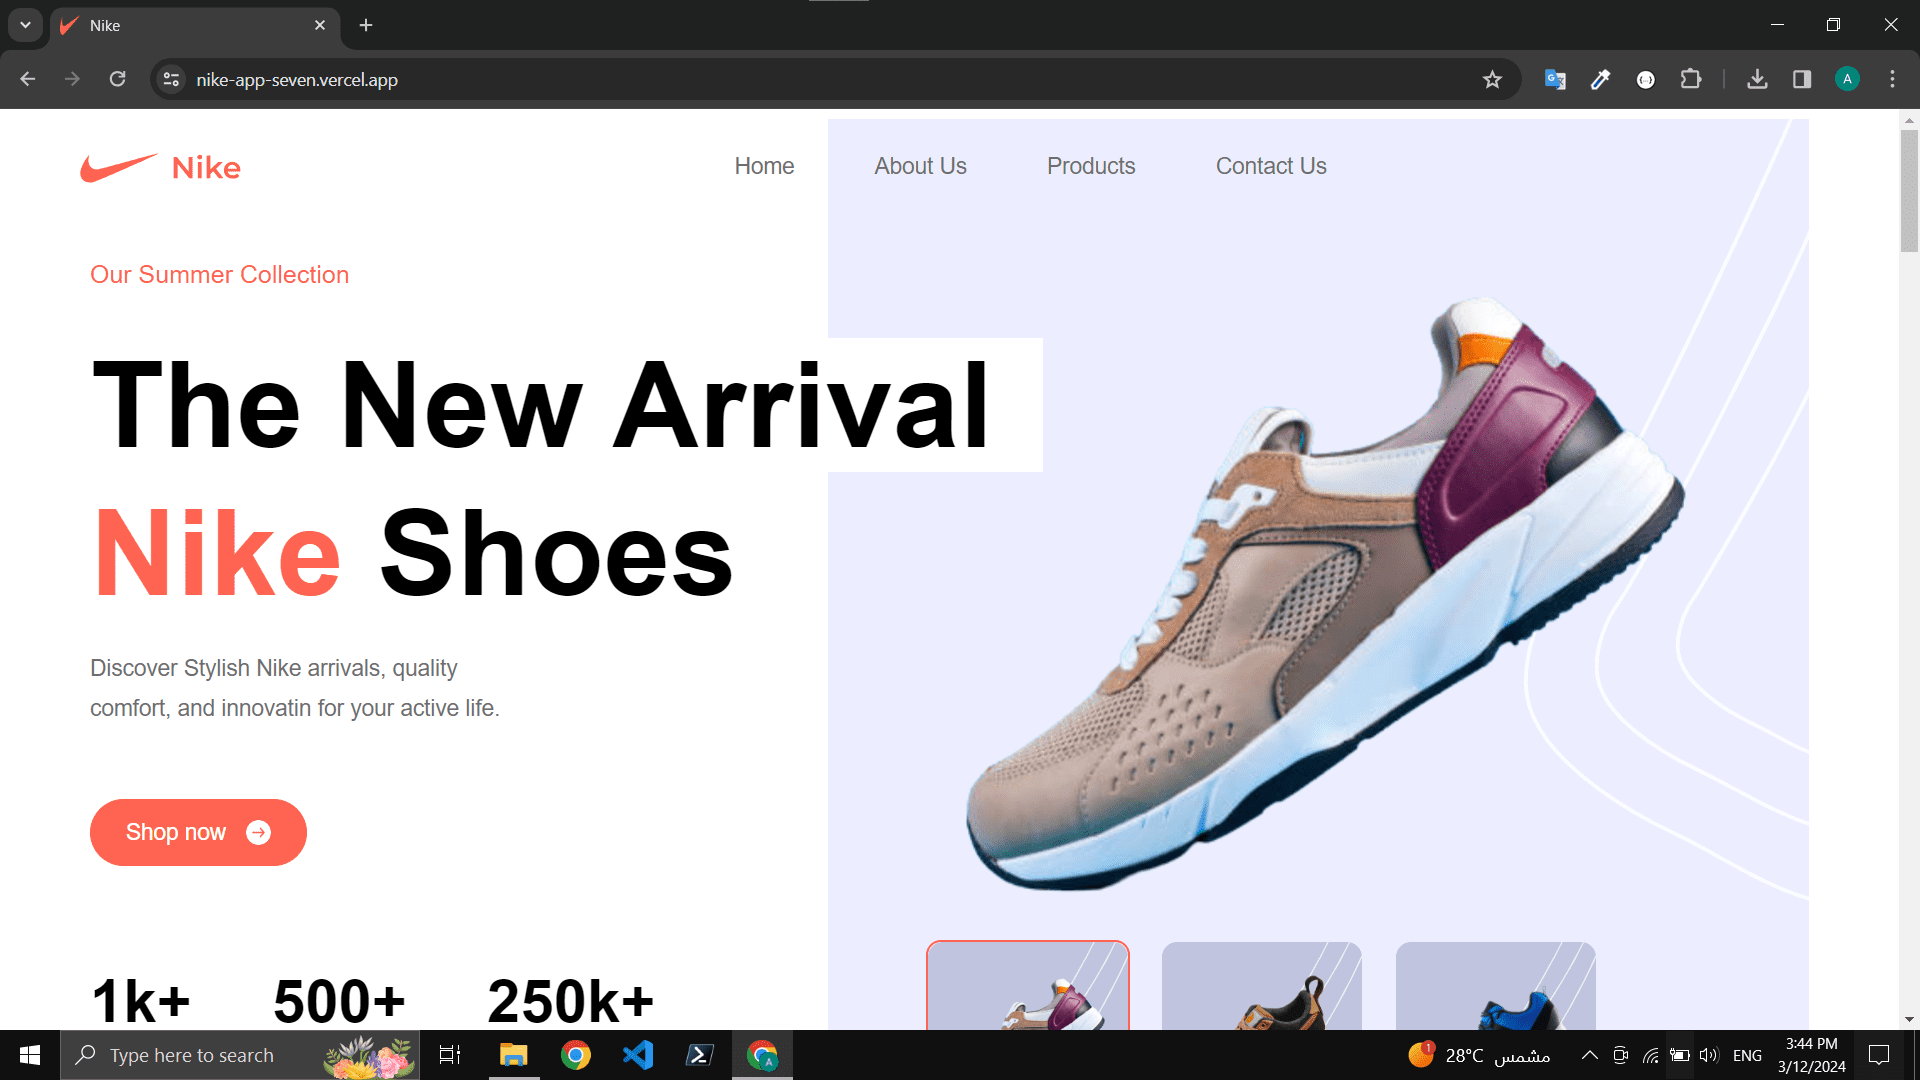 Nike
nike-app-seven.vercel.app
A
Nike
Home
About Us
Products
Contact Us
Our Summer Collection
The New Arrival
Nike Shoes
Discover Stylish Nike arrivals, quality
comfort, and innovatin for your active life.
Shop now
1k+
500+
250k+
Type here to search
A
1
28°C مشمس
ENG
3:44 PM
3/12/2024